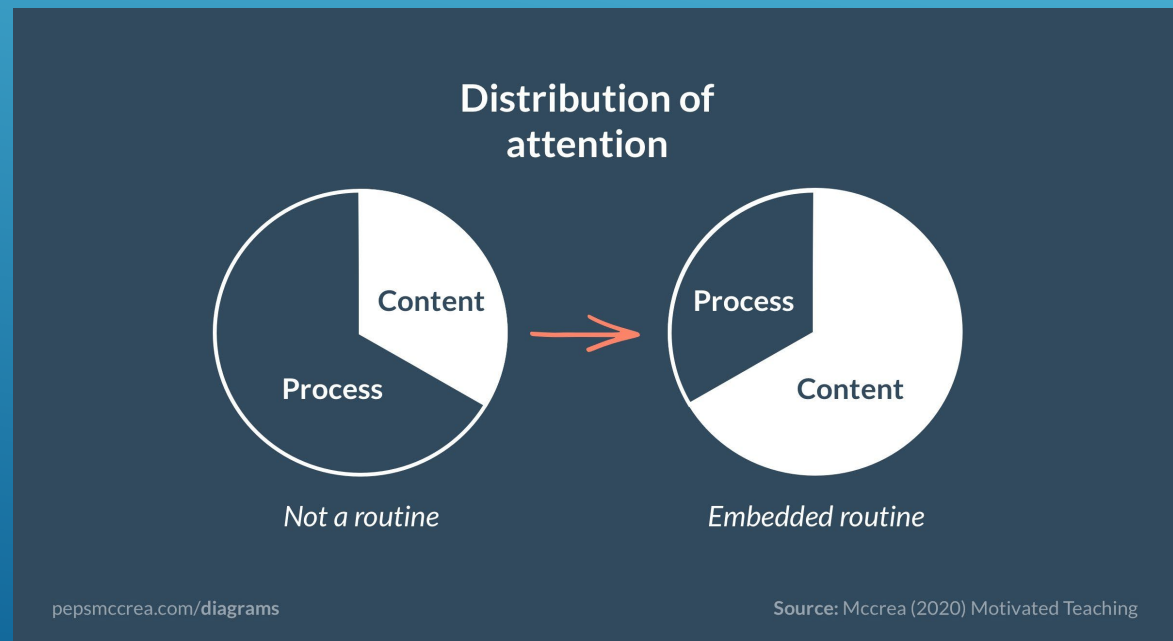 Distribution of
attention
Content
Process
Process
Content
Not a routine
Embedded routine
pepsmccrea.com/diagrams
Source: Mccrea (2020) Motivated Teaching